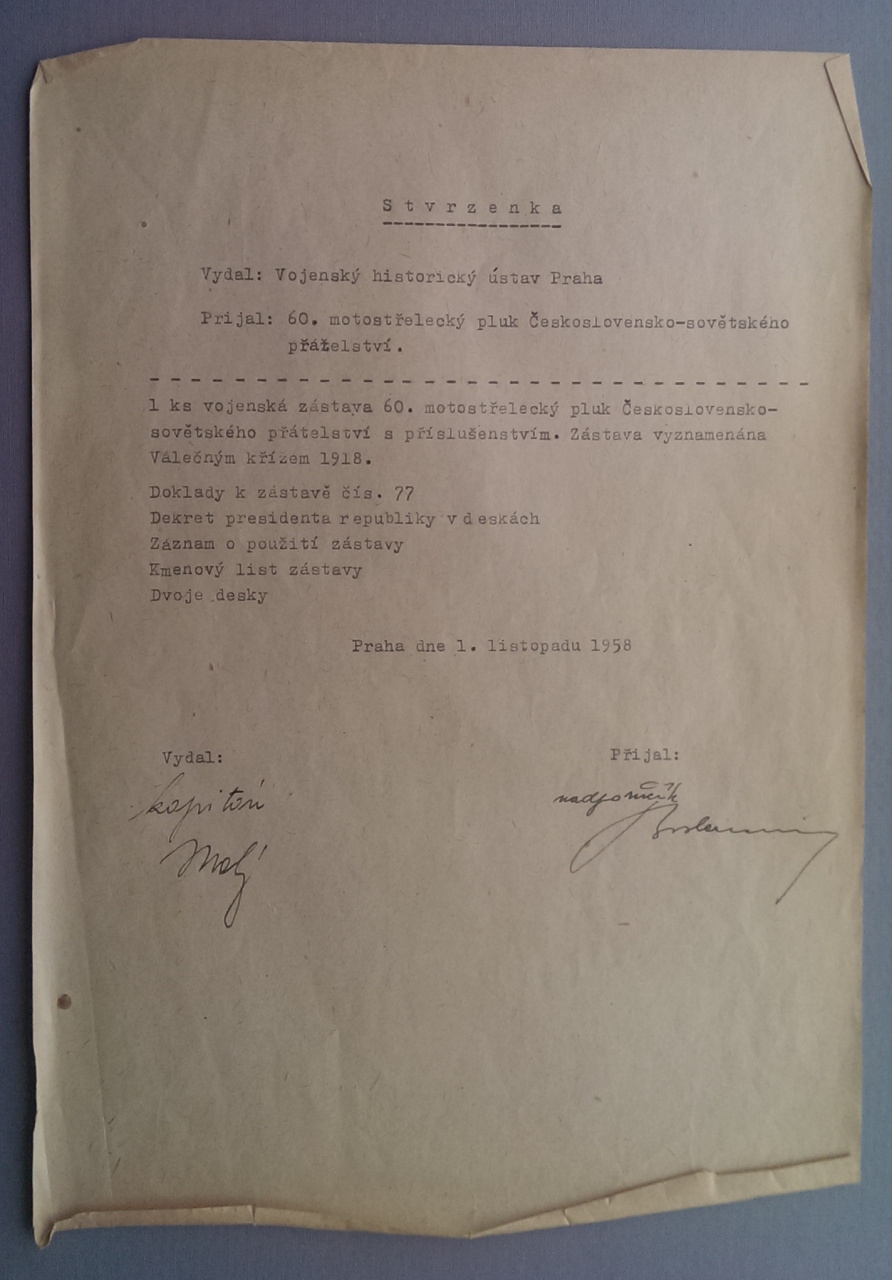 S t v r z e n k a
Vydal: Vojenský historický ústav Praha
Prijal: 60. motostřelecký pluk Československo-sovětského
přátelství.
1 ks vojenská zástava 60. motostřelecký pluk Československo-
sovětského přátelství s příslušenstvím. Zástava vyznamenána
Válečným křížem 1918.
Doklady k zástavě čís. 77
Dekret presidenta republiky v deskách
Záznam o použití zástavy
Kmenový list zástavy
Dvoje desky
Praha dne 1. listopadu 1958
Vydal: Přijal:
kapitán nadporučík
Malý